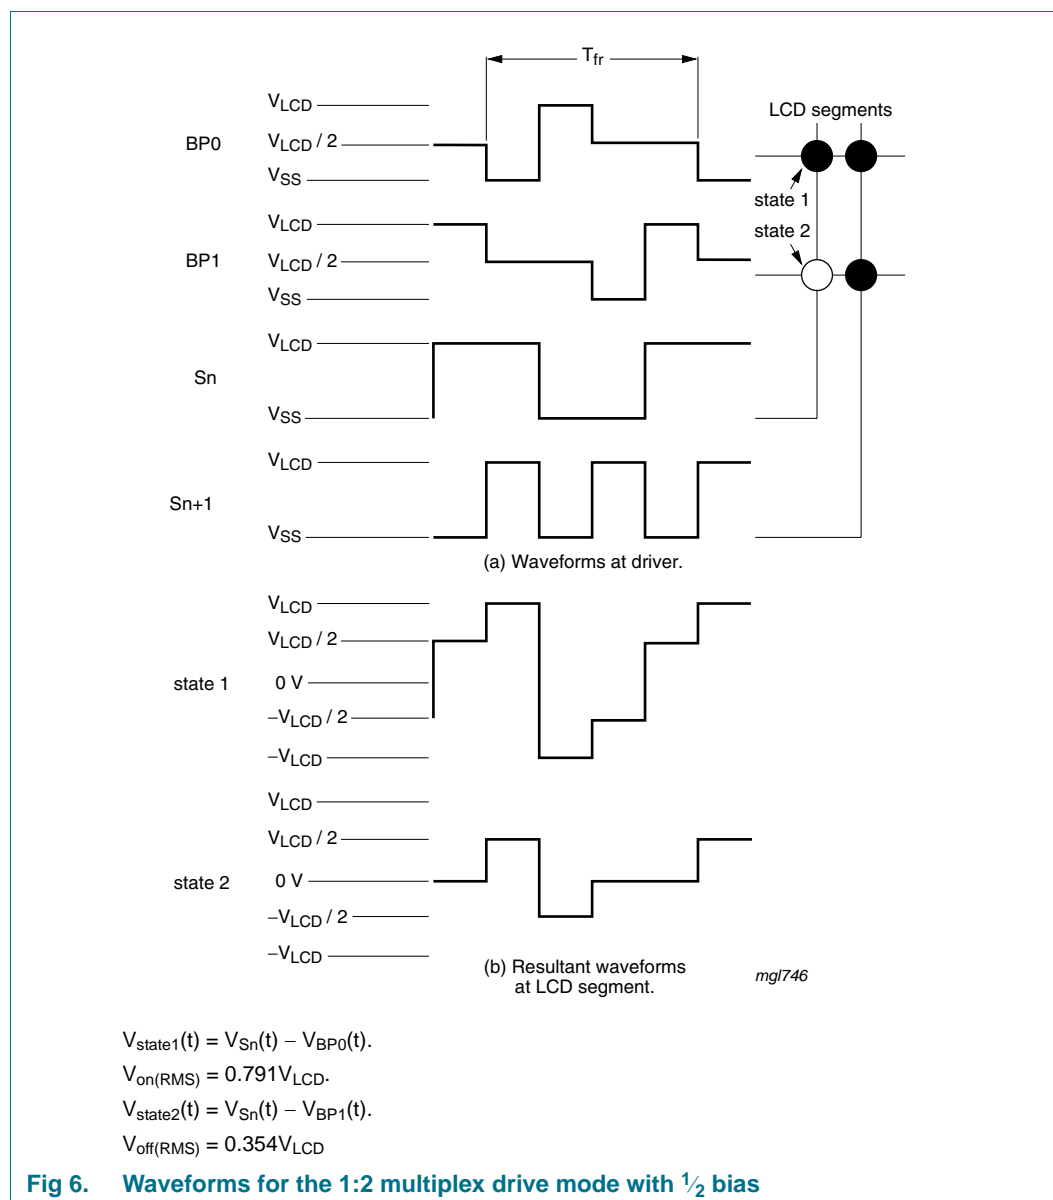 Tfr
VLCD
LCD segments
BP0
VLCD / 2
VSS
state 1
VLCD
state 2
BP1
VLCD / 2
VSS
VLCD
Sn
VSS
VLCD
Sn+1
VSS
(a) Waveforms at driver.
VLCD
VLCD / 2
state 1
0 V
−VLCD / 2
−VLCD
VLCD
VLCD / 2
state 2
0 V
−VLCD / 2
−VLCD
(b) Resultant waveforms
at LCD segment.
mgl746
Vstate1(t) = VSn(t) − VBP0(t).
Von(RMS) = 0.791VLCD.
Vstate2(t) = VSn(t) − VBP1(t).
Voff(RMS) = 0.354VLCD
Fig 6. Waveforms for the 1:2 multiplex drive mode with 1⁄2 bias